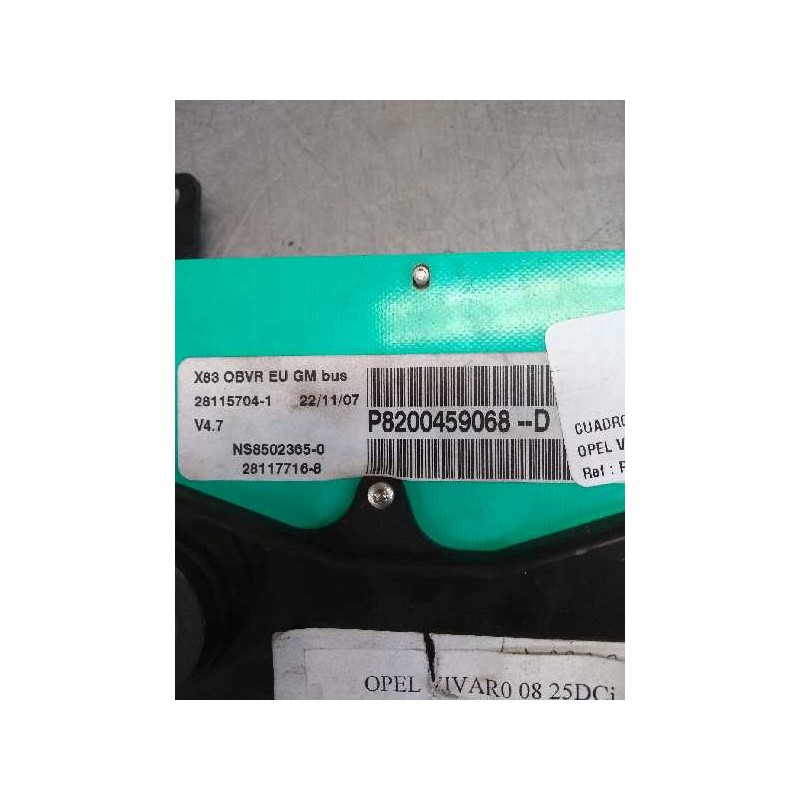 X83 OBVR EU GM bus
28115704-1 22/11/07
V4.7
P8200459068 --D
NS8502365-0
28117716-8
CUADRO
OPEL V
Ref :
OPEL VIVAR0 08 25DCi